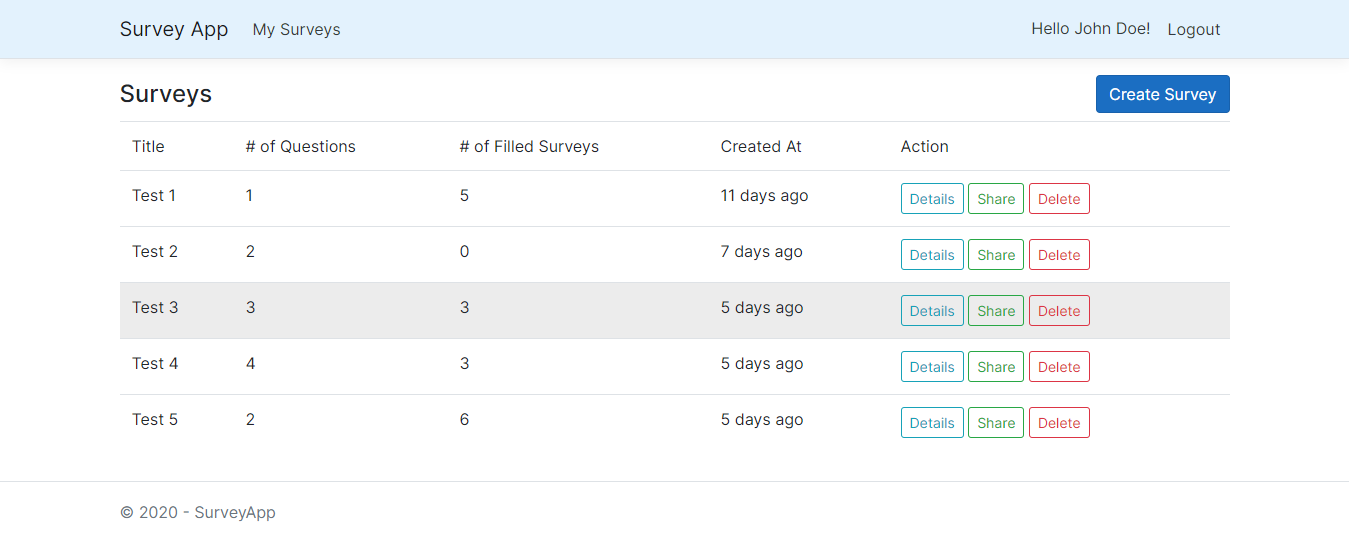 Survey App My Surveys Hello John Doe! Logout
Surveys Create Survey
Title # of Questions # of Filled Surveys Created At Action
Test 1 1 5 11 days ago Details Share Delete
Test 2 2 0 7 days ago Details Share Delete
Test 3 3 3 5 days ago Details Share Delete
Test 4 4 3 5 days ago Details Share Delete
Test 5 2 6 5 days ago Details Share Delete
© 2020 - SurveyApp